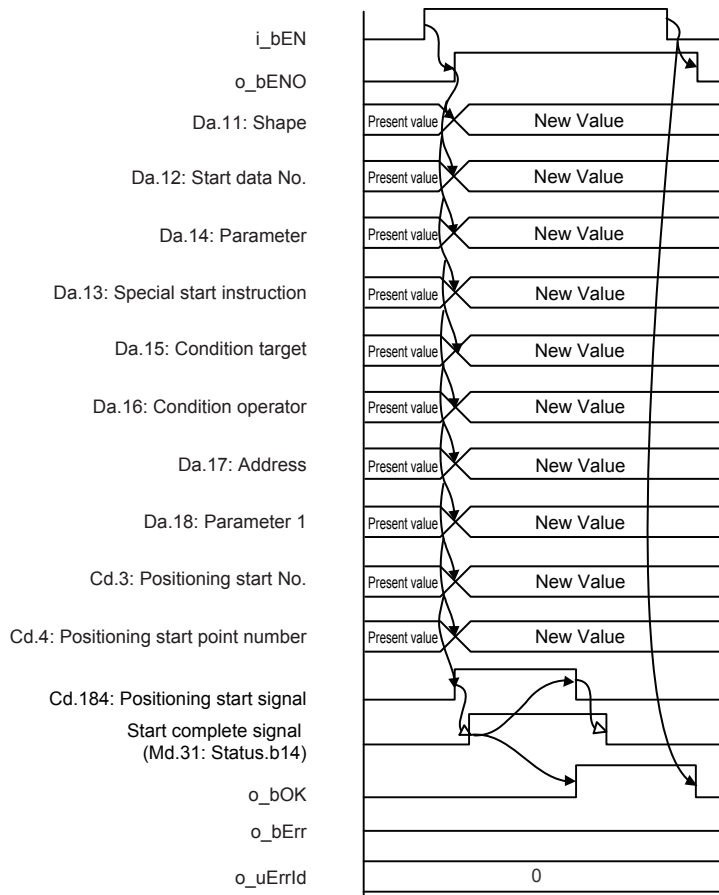 i_bEN
o_bENO
Da.11: Shape Present value New Value
Da.12: Start data No. Present value New Value
Da.14: Parameter Present value New Value
Da.13: Special start instruction Present value New Value
Da.15: Condition target Present value New Value
Da.16: Condition operator Present value New Value
Da.17: Address Present value New Value
Da.18: Parameter 1 Present value New Value
Cd.3: Positioning start No. Present value New Value
Cd.4: Positioning start point number Present value New Value
Cd.184: Positioning start signal
Start complete signal
(Md.31: Status.b14)
o_bOK
o_bErr
o_uErrId 0